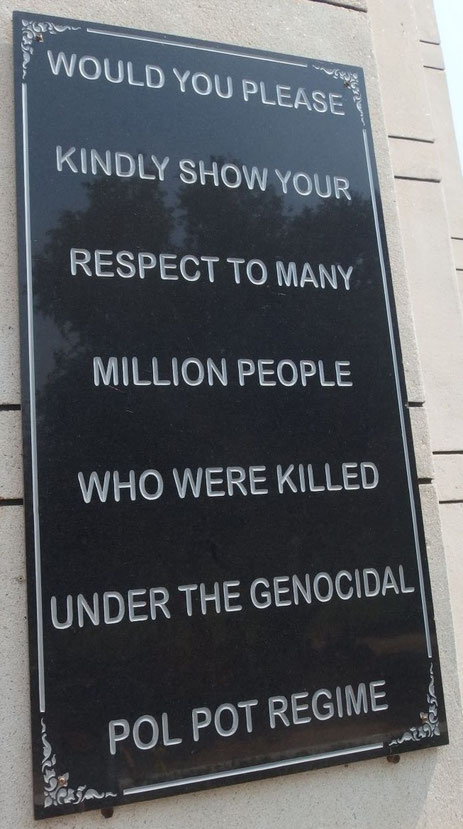 WOULD YOU PLEASE
KINDLY SHOW YOUR
RESPECT TO MANY
MILLION PEOPLE
WHO WERE KILLED
UNDER THE GENOCIDAL
POL POT REGIME